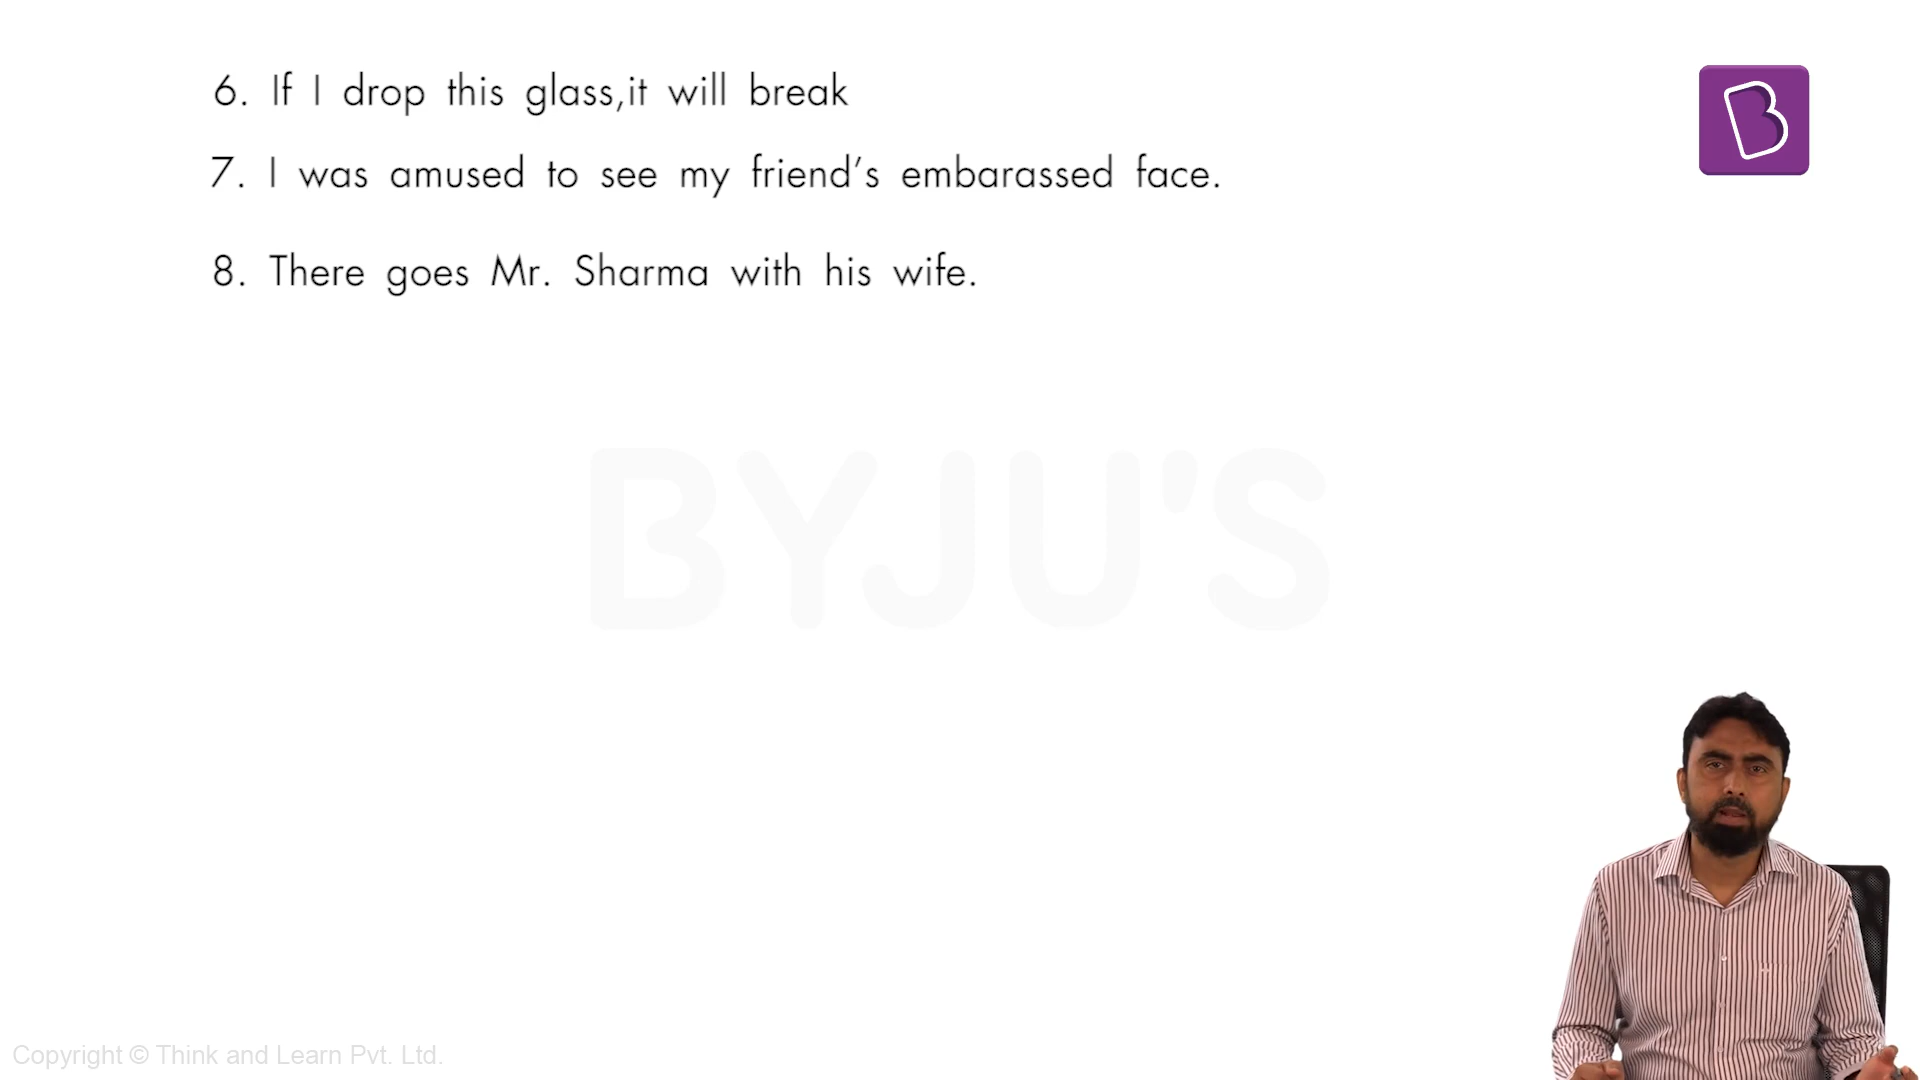 6. If I drop this glass,it will break
7. I was amused to see my friend’s embarassed face.
8. There goes Mr. Sharma with his wife.
BYJU'S
Copyright © Think and Learn Pvt. Ltd.